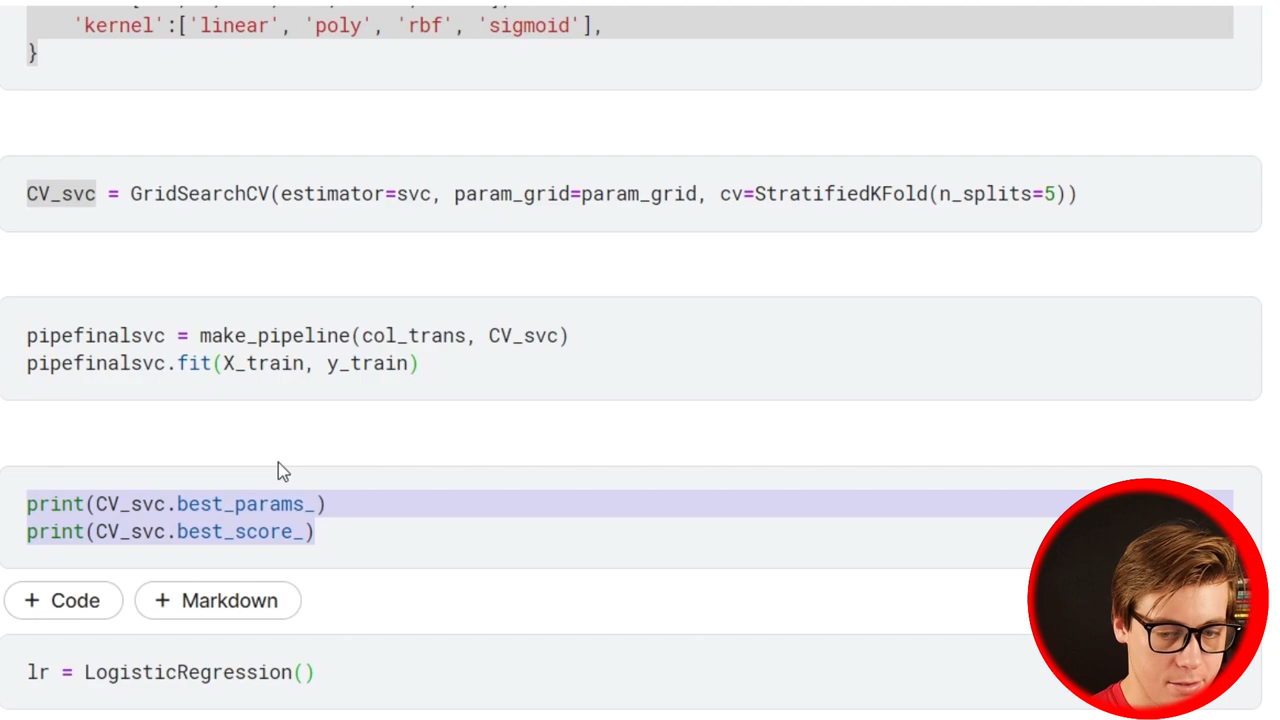 'kernel':['linear', 'poly', 'rbf', 'sigmoid'],
}
CV_svc = GridSearchCV(estimator=svc, param_grid=param_grid, cv=StratifiedKFold(n_splits=5))
pipefinalsvc = make_pipeline(col_trans, CV_svc)
pipefinalsvc.fit(X_train, y_train)
print(CV_svc.best_params_)
print(CV_svc.best_score_)
+ Code + Markdown
lr = LogisticRegression()